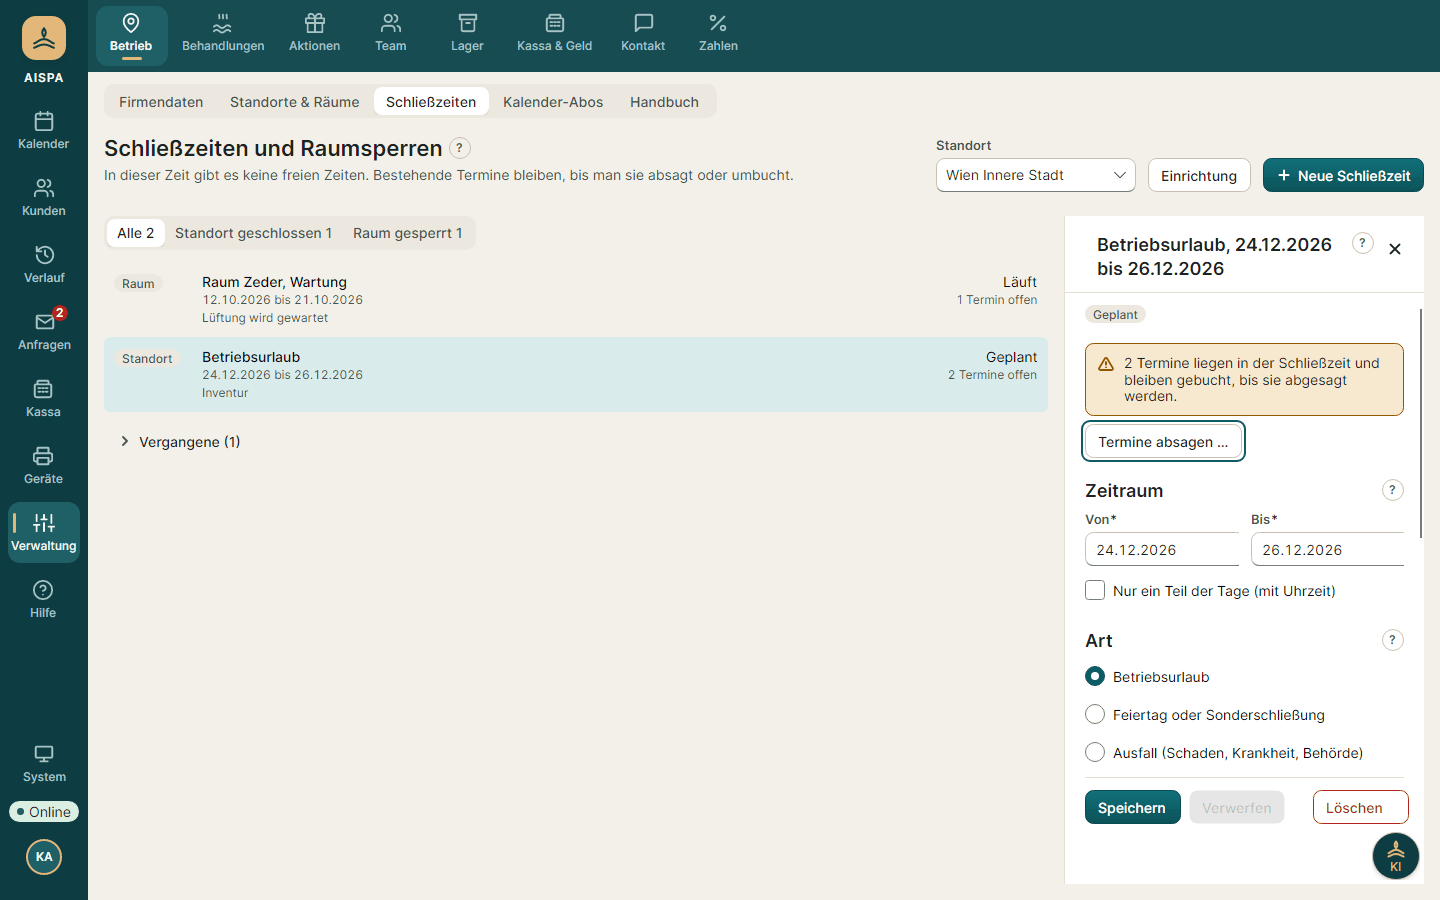 AISPA
Kalender
Kunden
Verlauf
2
Anfragen
Kassa
Geräte
Verwaltung
Hilfe
System
Online
KA
Betrieb
Behandlungen
Aktionen
Team
Lager
Kassa & Geld
Kontakt
Zahlen
Firmendaten
Standorte & Räume
Schließzeiten
Kalender-Abos
Handbuch
Schließzeiten und Raumsperren ?
In dieser Zeit gibt es keine freien Zeiten. Bestehende Termine bleiben, bis man sie absagt oder umbucht.
Standort
Wien Innere Stadt
Einrichtung
+ Neue Schließzeit
Alle 2
Standort geschlossen 1
Raum gesperrt 1
Raum
Raum Zeder, Wartung
12.10.2026 bis 21.10.2026
Lüftung wird gewartet
Läuft
1 Termin offen
Standort
Betriebsurlaub
24.12.2026 bis 26.12.2026
Inventur
Geplant
2 Termine offen
Vergangene (1)
Betriebsurlaub, 24.12.2026
bis 26.12.2026
?
Geplant
2 Termine liegen in der Schließzeit und
bleiben gebucht, bis sie abgesagt
werden.
Termine absagen ...
Zeitraum
?
Von*
Bis*
24.12.2026
26.12.2026
Nur ein Teil der Tage (mit Uhrzeit)
Art
?
Betriebsurlaub
Feiertag oder Sonderschließung
Ausfall (Schaden, Krankheit, Behörde)
Speichern
Verwerfen
Löschen
KI